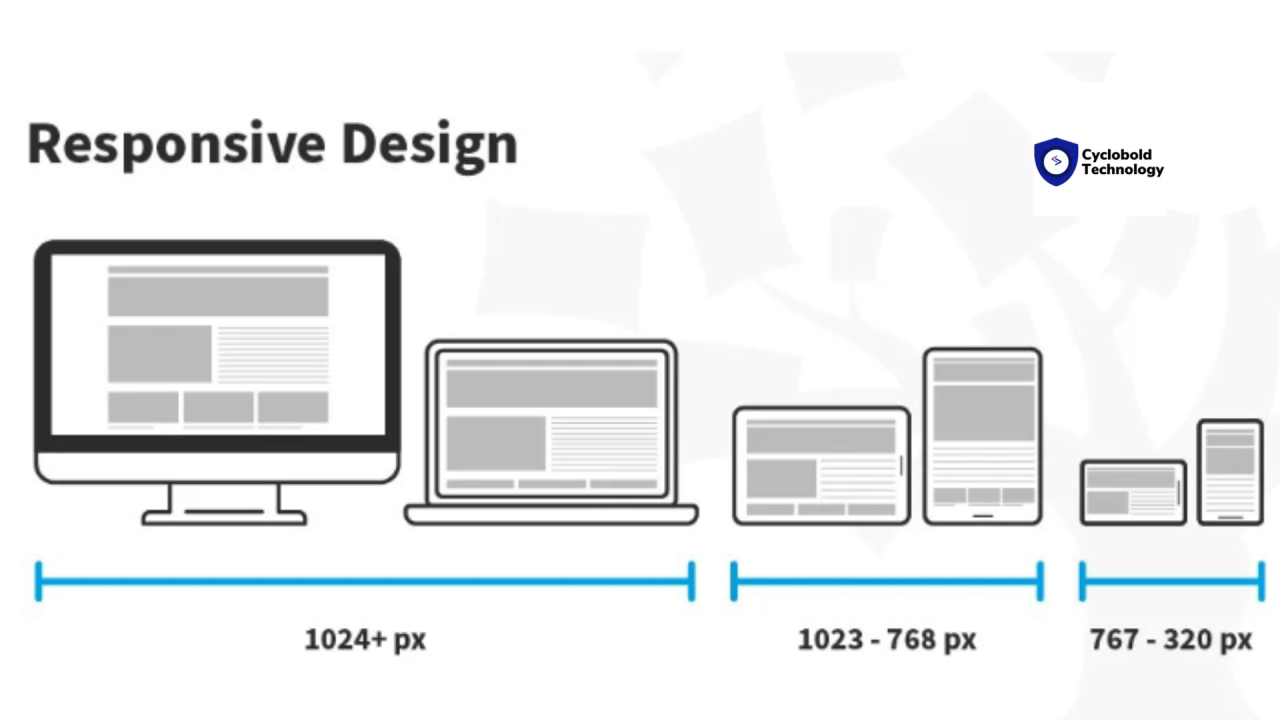 Responsive Design
Cyclobold
Technology
1024+ px
1023 - 768 px
767 - 320 px